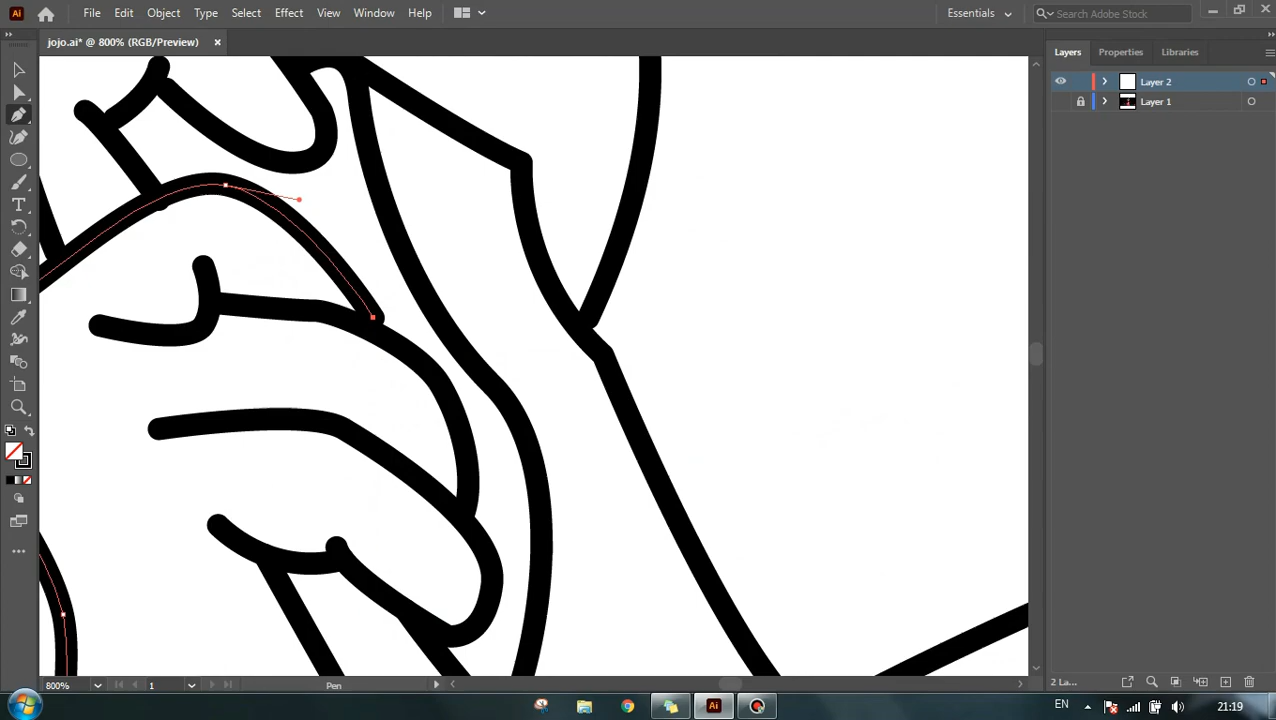 Ai File Edit Object Type Select Effect View Window Help Essentials Search Adobe Stock
jojo.ai* @ 800% (RGB/Preview)
Layers Properties Libraries
Layer 2
Layer 1
2 La...
800% 1 Pen
Ai EN 21:19